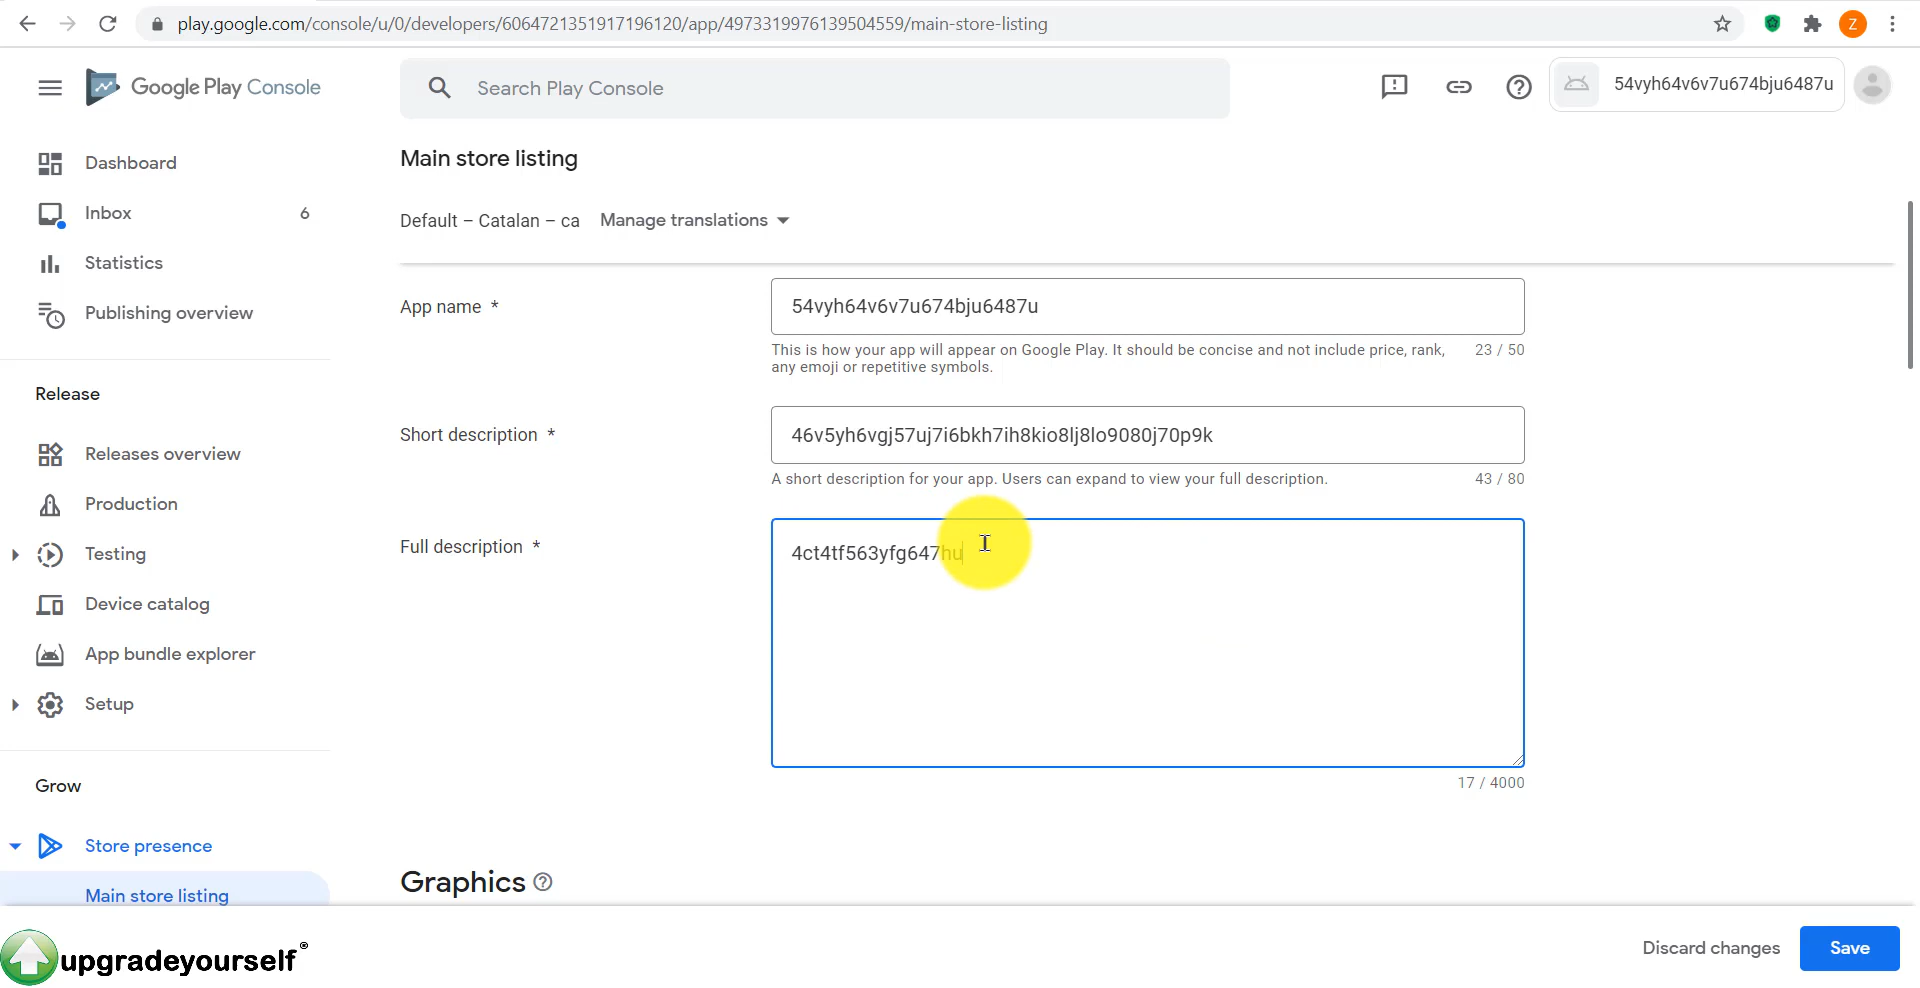 play.google.com/console/u/0/developers/6064721351917196120/app/4973319976139504559/main-store-listing
Z
Google Play Console
Search Play Console
54vyh64v6v7u674bju6487u
Dashboard
Inbox 6
Statistics
Publishing overview
Release
Releases overview
Production
Testing
Device catalog
App bundle explorer
Setup
Grow
Store presence
Main store listing
Main store listing
Default – Catalan – ca Manage translations
App name *
54vyh64v6v7u674bju6487u
This is how your app will appear on Google Play. It should be concise and not include price, rank, 23 / 50
any emoji or repetitive symbols.
Short description *
46v5yh6vgj57uj7i6bkh7ih8kio8lj8lo9080j70p9k
A short description for your app. Users can expand to view your full description. 43 / 80
Full description *
4ct4tf563yfg647hu
17 / 4000
Graphics
upgradeyourself®
Discard changes
Save